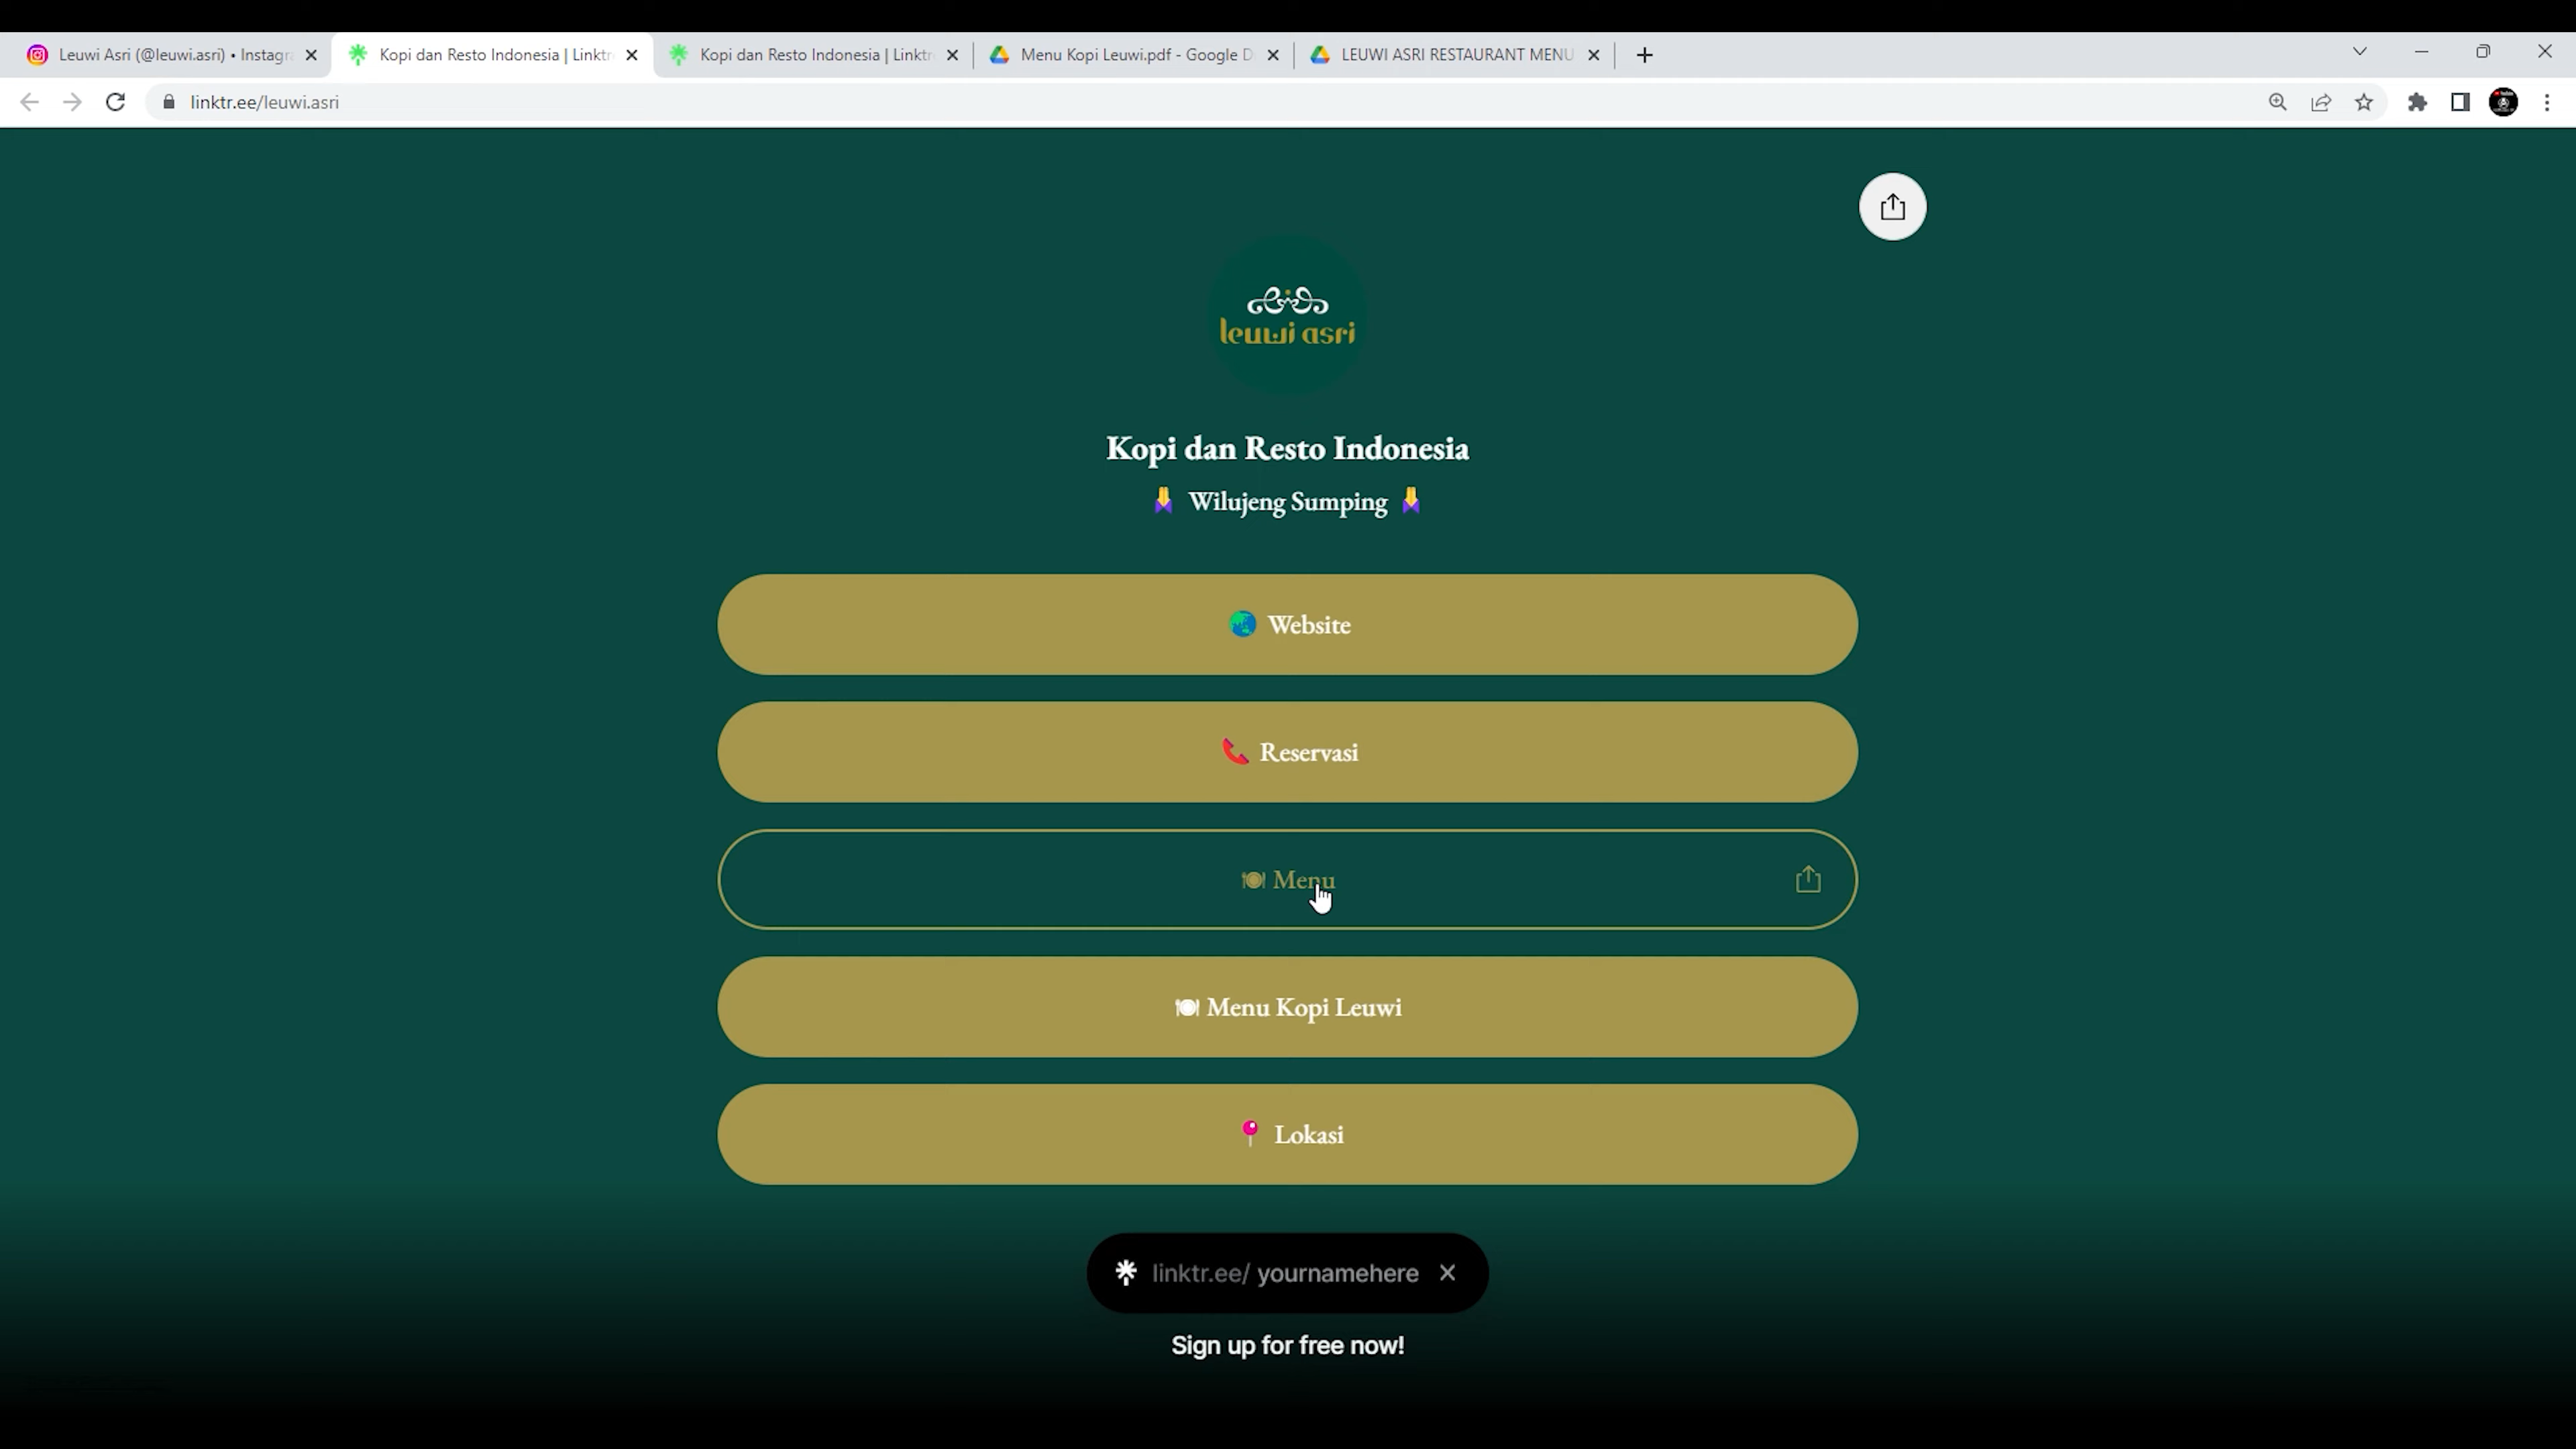 Leuwi Asri (@leuwi.asri) • Instagr
Kopi dan Resto Indonesia | Linktr
Kopi dan Resto Indonesia | Linktr
Menu Kopi Leuwi.pdf - Google D
LEUWI ASRI RESTAURANT MENU
linktr.ee/leuwi.asri
leuwi asri
Kopi dan Resto Indonesia
Wilujeng Sumping
Website
Reservasi
Menu
Menu Kopi Leuwi
Lokasi
linktr.ee/ yournamehere
Sign up for free now!